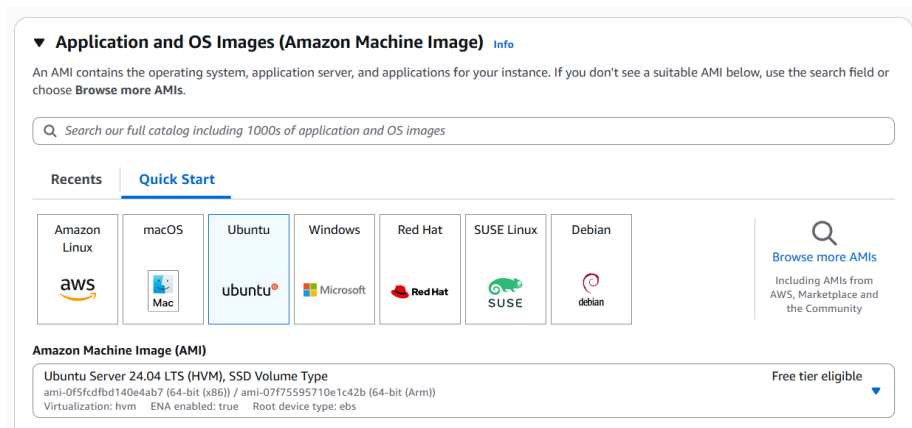 Application and OS Images (Amazon Machine Image) Info
An AMI contains the operating system, application server, and applications for your instance. If you don't see a suitable AMI below, use the search field or
choose Browse more AMIs.
Search our full catalog including 1000s of application and OS images
Recents
Quick Start
Amazon
Linux
aws
macOS
Mac
Ubuntu
ubuntu
Windows
Microsoft
Red Hat
Red Hat
SUSE Linux
SUSE
Debian
debian
Browse more AMIs
Including AMIs from
AWS, Marketplace and
the Community
Amazon Machine Image (AMI)
Ubuntu Server 24.04 LTS (HVM), SSD Volume Type
Free tier eligible
ami-0f5fcdfbd140e4ab7 (64-bit (x86)) / ami-07f75595710e1c42b (64-bit (Arm))
Virtualization: hvm ENA enabled: true Root device type: ebs